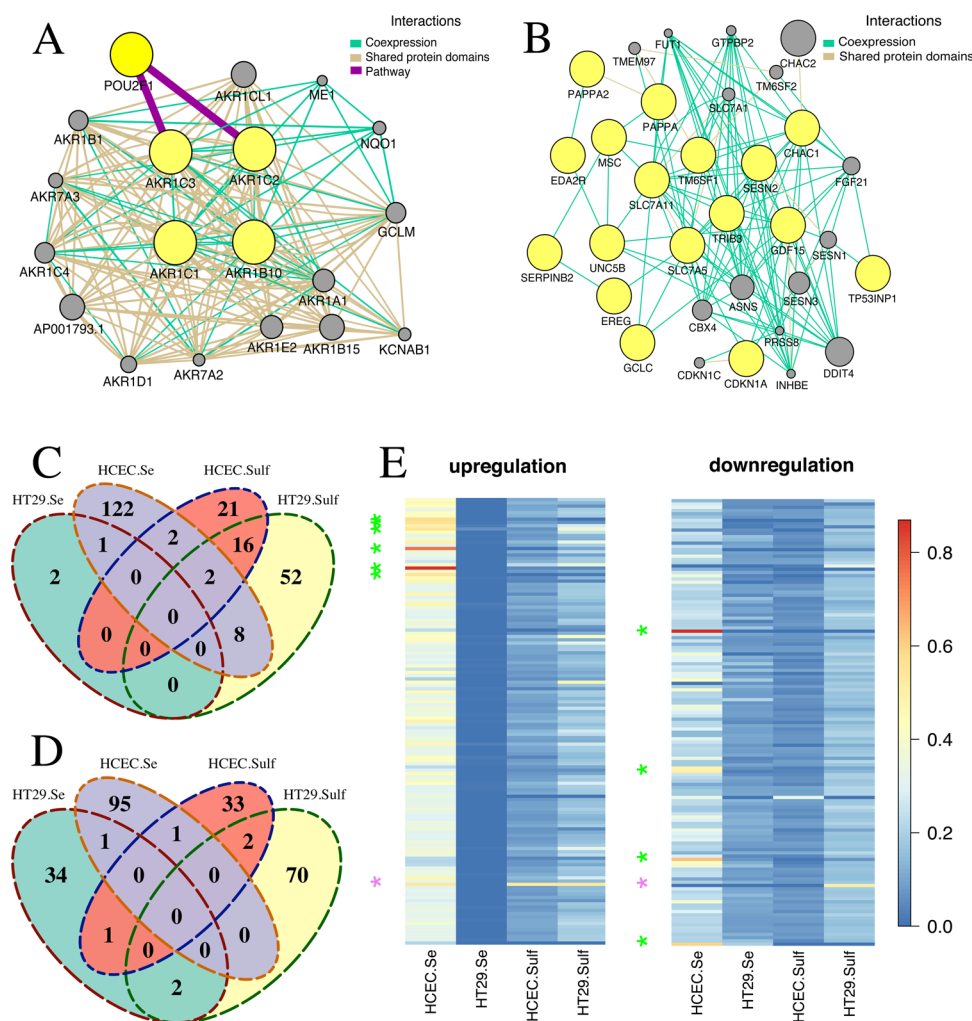 A
Interactions
Coexpression
Shared protein domains
Pathway
POU2F1
AKR1CL1
ME1
AKR1B1
NQO1
AKR1C3
AKR1C2
AKR7A3
GCLM
AKR1C4
AKR1C1
AKR1B10
AKR1A1
AP001793.1
AKR1E2
AKR1B15
KCNAB1
AKR1D1
AKR7A2
B
Interactions
Coexpression
Shared protein domains
FUT1
GTPBP2
CHAC2
TMEM97
TM6SF2
PAPPA2
SLC7A1
PAPPA
CHAC1
MSC
EDA2R
TM6SF1
SESN2
FGF21
SLC7A11
TRIB3
GDF15
SESN1
SERPINB2
UNC5B
SLC7A5
TP53INP1
EREG
ASNS
SESN3
CBX4
PRSS8
GCLC
DDIT4
CDKN1C
CDKN1A
INHBE
C
HCEC.Se
HCEC.Sulf
HT29.Se
HT29.Sulf
122
21
1
2
16
2
0
2
52
0
0
8
0
0
0
D
HCEC.Se
HCEC.Sulf
HT29.Se
HT29.Sulf
95
33
1
1
2
34
0
0
70
0
1
0
0
0
2
E
upregulation
downregulation
*
*
*
*
*
*
*
*
*
*
*
*
HCEC.Se
HT29.Se
HCEC.Sulf
HT29.Sulf
HCEC.Se
HT29.Se
HCEC.Sulf
HT29.Sulf
0.8
0.6
0.4
0.2
0.0